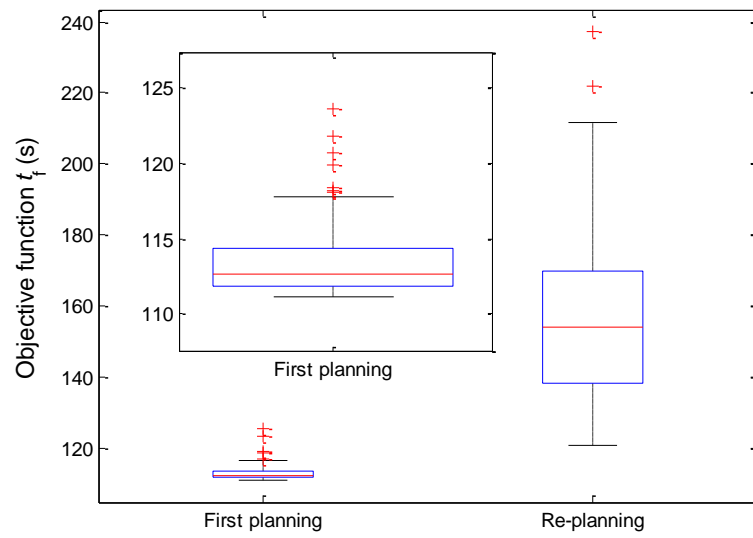 240
220
200
180
160
140
120
Objective function t_f (s)
125
120
115
110
First planning
First planning
Re-planning